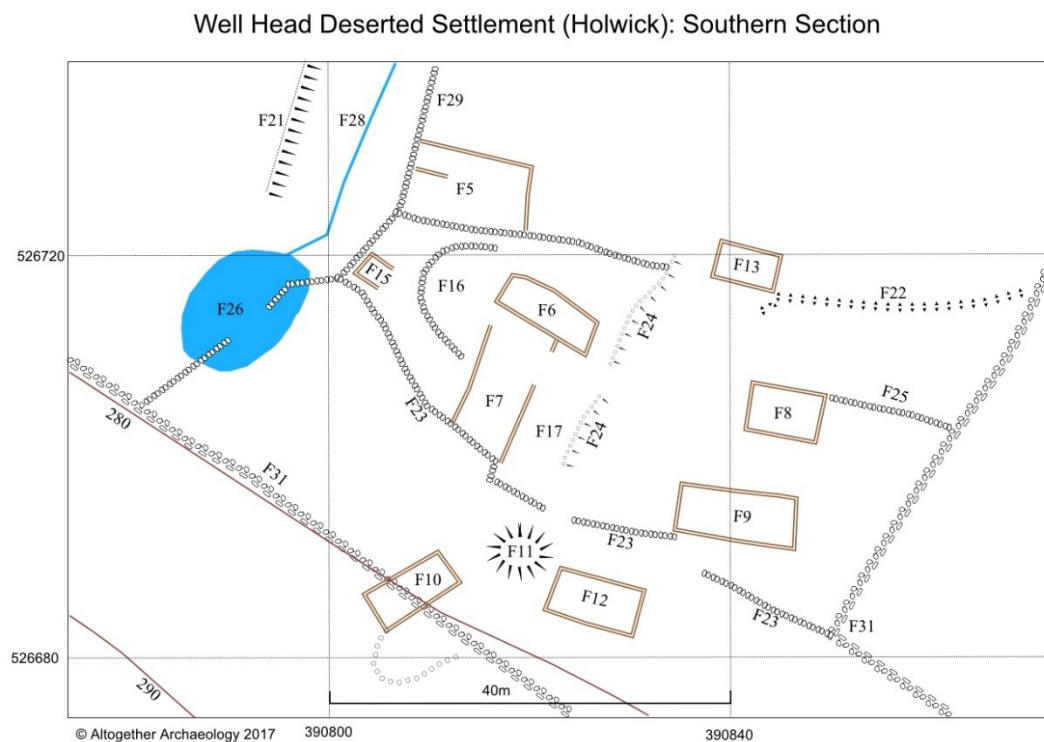 Well Head Deserted Settlement (Holwick): Southern Section
F29
F21
F28
F5
526720
F13
F15
F16
F22
F26
F6
F24
F25
F7
F8
280
F23
F17
F24
F31
F9
F23
F11
F10
F12
F23
F31
526680
290
40m
© Altogether Archaeology 2017
390800
390840